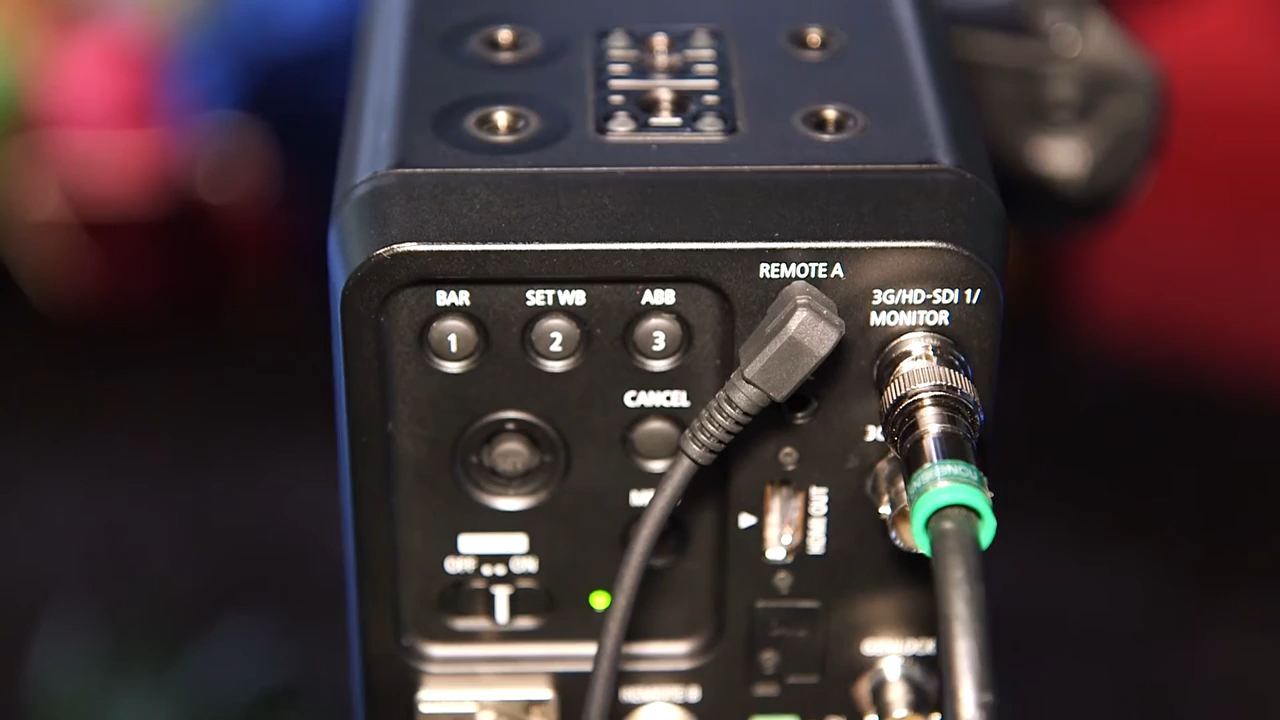 REMOTE A
BAR
SET WB
ABB
3G/HD-SDI 1/
MONITOR
1
2
3
CANCEL
HDMI OUT
OFF
ON